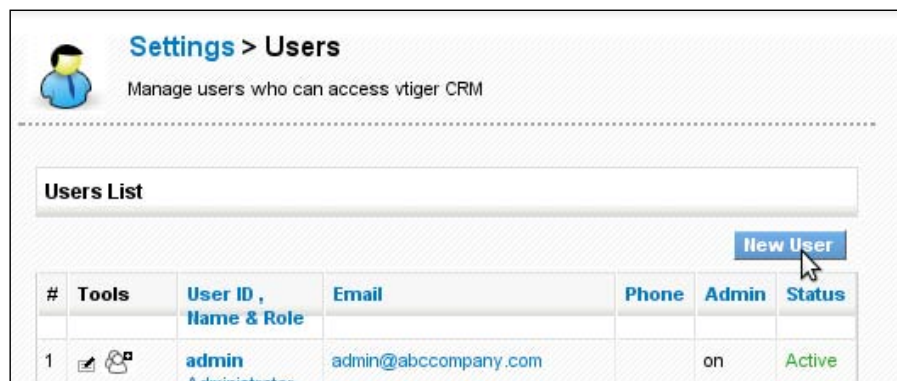 Settings > Users
Manage users who can access vtiger CRM
Users List
New User
# Tools User ID , Email Phone Admin Status
Name & Role
1 admin admin@abccompany.com on Active